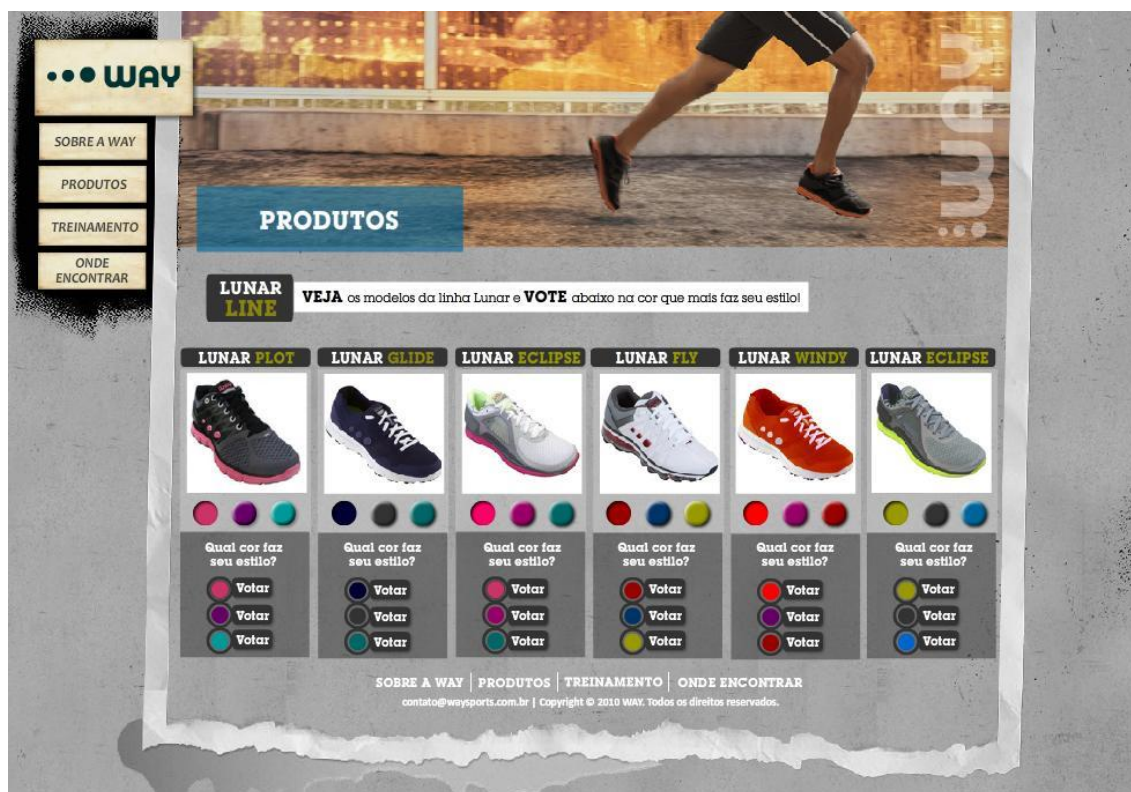 WAY
SOBRE A WAY
PRODUTOS
TREINAMENTO
ONDE
ENCONTRAR
WAY
PRODUTOS
LUNAR
LINE
VEJA os modelos da linha Lunar e VOTE abaixo na cor que mais faz seu estilo!
LUNAR PLOT
LUNAR GLIDE
LUNAR ECLIPSE
LUNAR FLY
LUNAR WINDY
LUNAR ECLIPSE
Qual cor faz
seu estilo?
Votar
Votar
Votar
Qual cor faz
seu estilo?
Votar
Votar
Votar
Qual cor faz
seu estilo?
Votar
Votar
Votar
Qual cor faz
seu estilo?
Votar
Votar
Votar
Qual cor faz
seu estilo?
Votar
Votar
Votar
Qual cor faz
seu estilo?
Votar
Votar
Votar
SOBRE A WAY | PRODUTOS | TREINAMENTO | ONDE ENCONTRAR
contato@waysports.com.br | Copyright © 2010 WAY. Todos os direitos reservados.